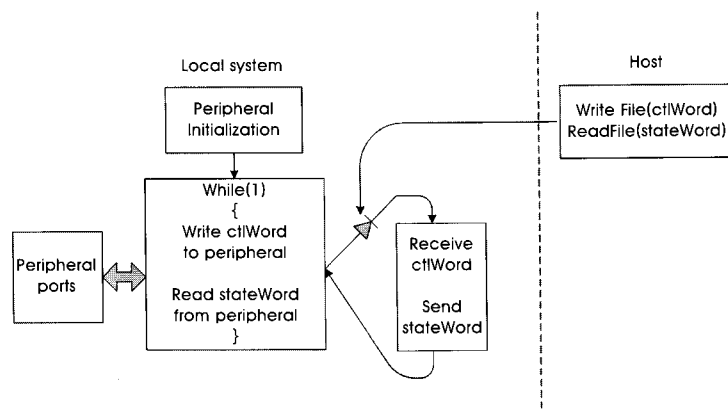 Local system
Host
Peripheral
Initialization
Write File(ctlWord)
ReadFile(stateWord)
While(1)
{
Write ctlWord
to peripheral
Read stateWord
from peripheral
}
Peripheral
ports
Receive
ctlWord
Send
stateWord